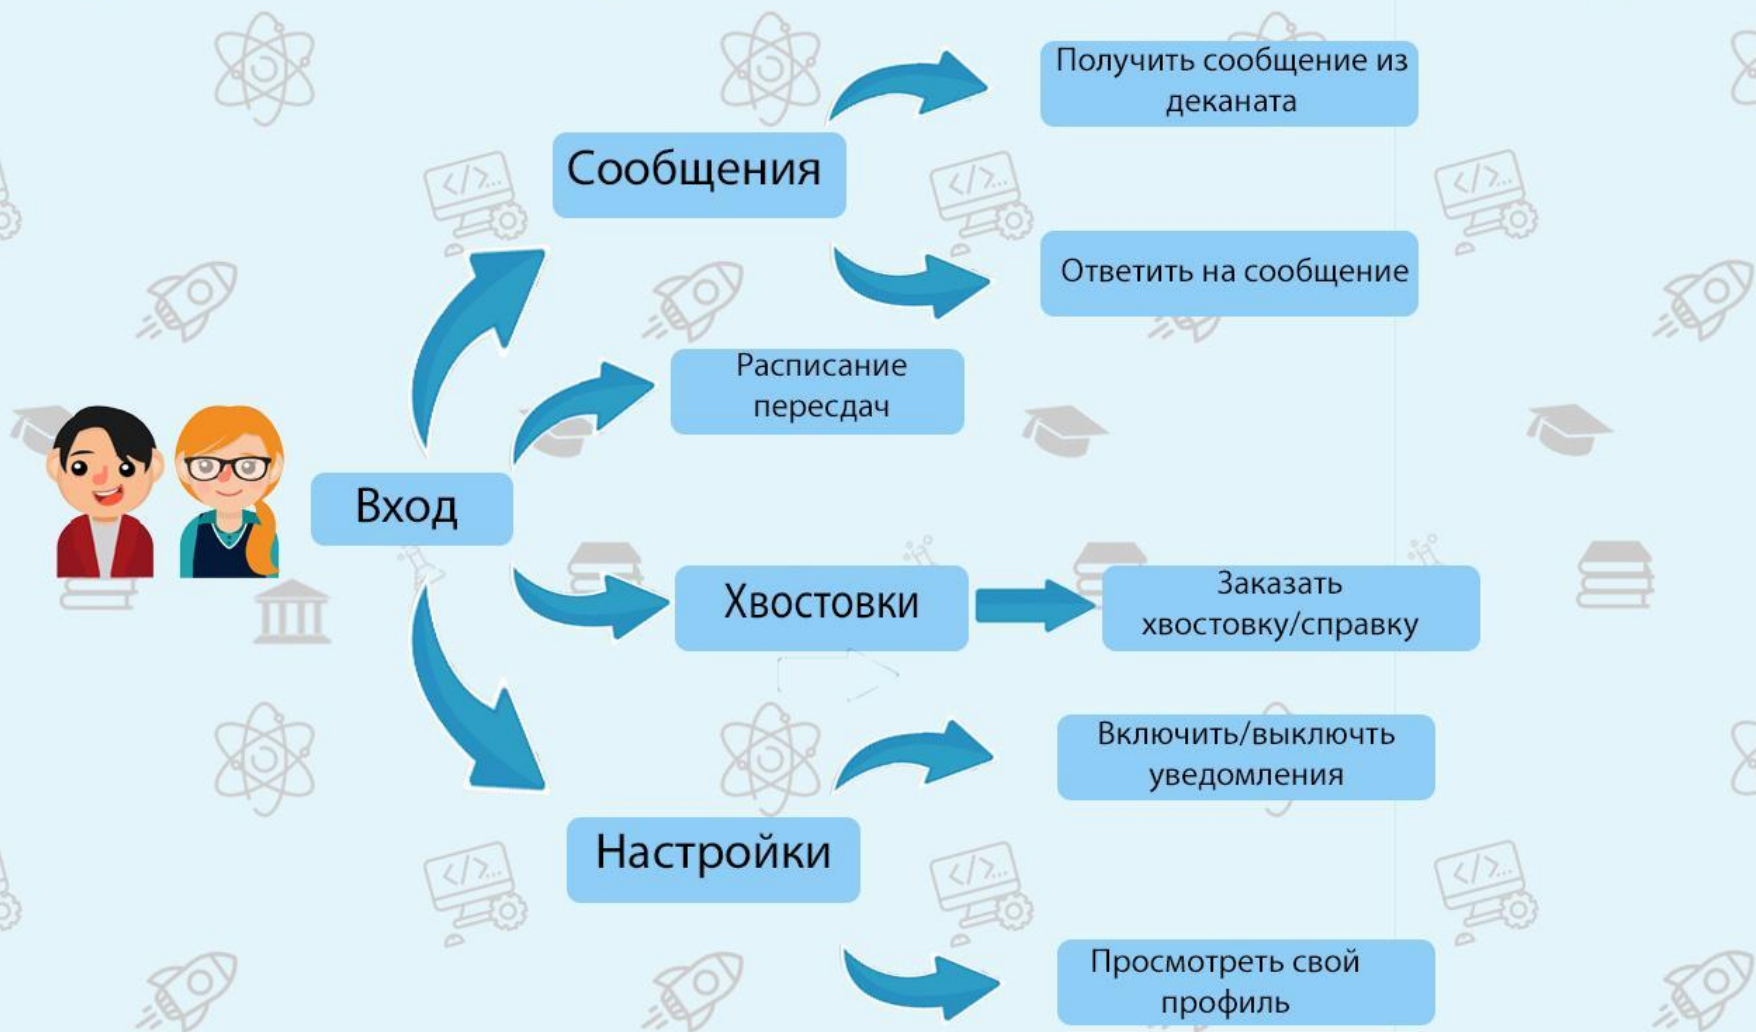 Получить сообщение из
деканата
Сообщения
Ответить на сообщение
Расписание
пересдач
Вход
Хвостовки
Заказать
хвостовку/справку
Включить/выключть
уведомления
Настройки
Просмотреть свой
профиль